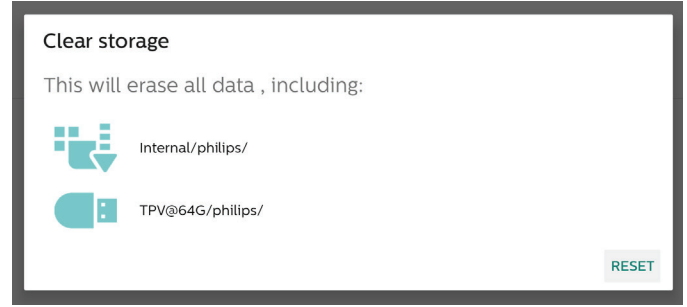 Clear storage
This will erase all data , including:
Internal/philips/
TPV@64G/philips/
RESET